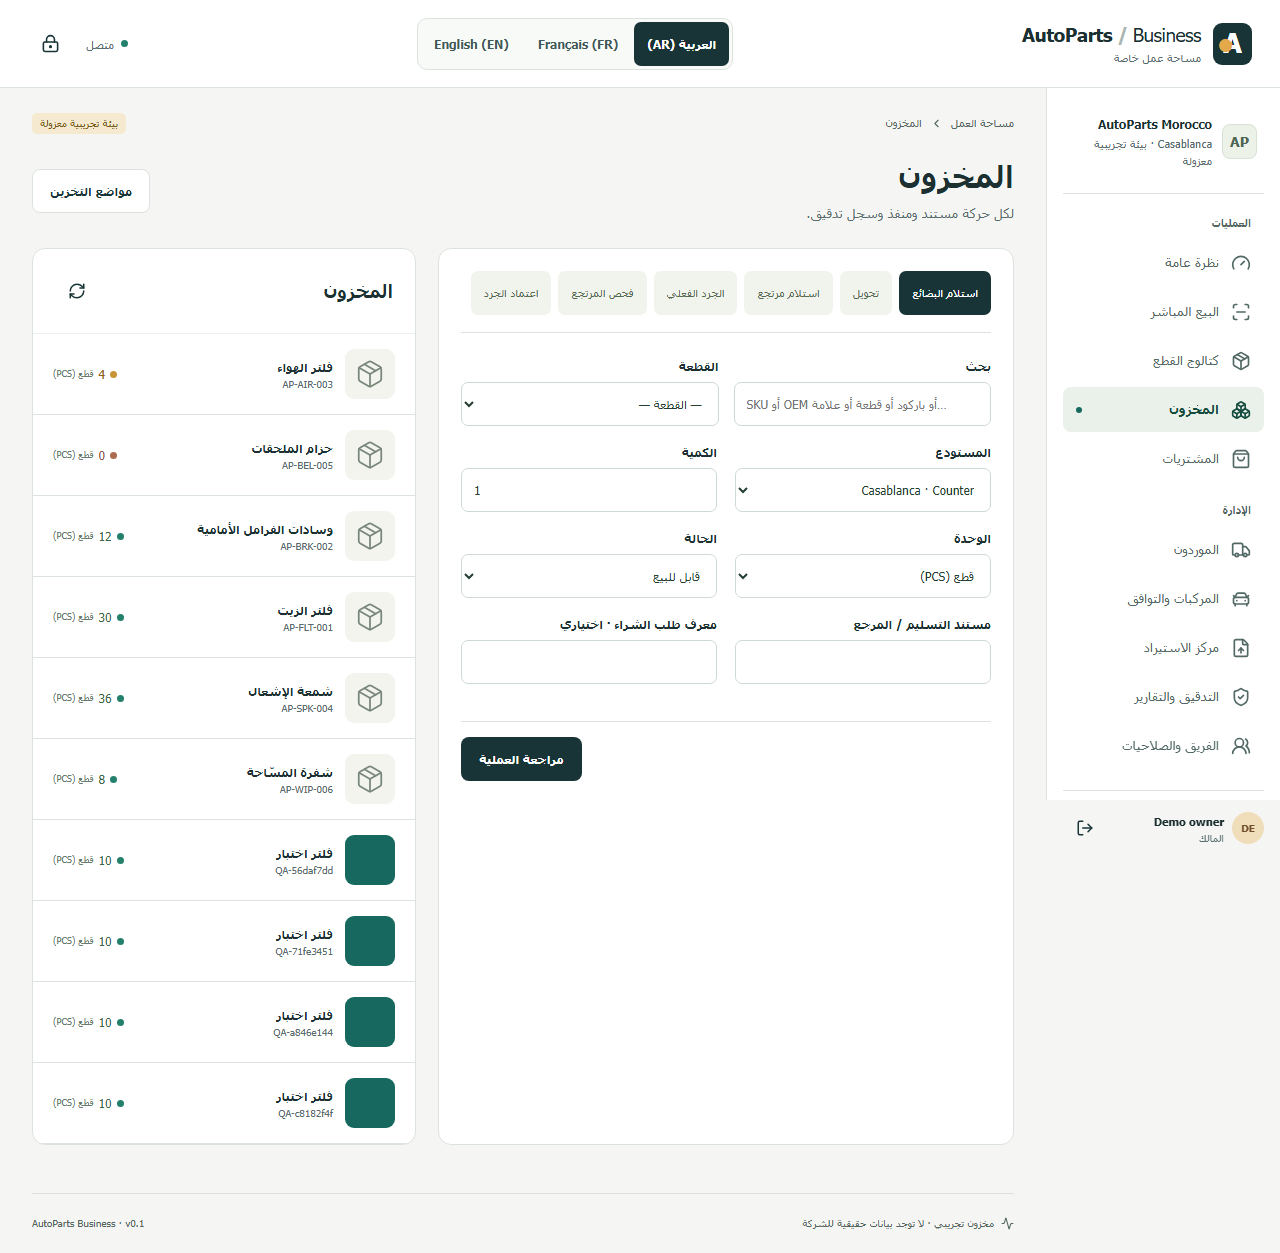 A
AutoParts / Business
مساحة عمل خاصة
العربية (AR)
Français (FR)
English (EN)
متصل
AP
AutoParts Morocco
Casablanca · بيئة تجريبية معزولة
العمليات
نظرة عامة
البيع المباشر
كتالوج القطع
المخزون
المشتريات
الإدارة
الموردون
المركبات والتوافق
مركز الاستيراد
التدقيق والتقارير
الفريق والصلاحيات
DE
Demo owner
المالك
مساحة العمل
المخزون
بيئة تجريبية معزولة
المخزون
لكل حركة مستند ومنفذ وسجل تدقيق.
مواضع التخزين
استلام البضائع
تحويل
استلام مرتجع
الجرد الفعلي
فحص المرتجع
اعتماد الجرد
بحث
SKU أو OEM أو باركود أو قطعة أو علامة...
القطعة
— القطعة —
المستودع
Casablanca · Counter
الكمية
1
الوحدة
قطع (PCS)
الحالة
قابل للبيع
مستند التسليم / المرجع
معرف طلب الشراء · اختياري
مراجعة العملية
المخزون
فلتر الهواء
AP-AIR-003
4 قطع (PCS)
حزام الملحقات
AP-BEL-005
0 قطع (PCS)
وسادات الفرامل الأمامية
AP-BRK-002
12 قطع (PCS)
فلتر الزيت
AP-FLT-001
30 قطع (PCS)
شمعة الإشعال
AP-SPK-004
36 قطع (PCS)
شفرة المسّاحة
AP-WIP-006
8 قطع (PCS)
فلتر اختبار
QA-56daf7dd
10 قطع (PCS)
فلتر اختبار
QA-71fe3451
10 قطع (PCS)
فلتر اختبار
QA-a846e144
10 قطع (PCS)
فلتر اختبار
QA-c8182f4f
10 قطع (PCS)
مخزون تجريبي · لا توجد بيانات حقيقية للشركة
AutoParts Business · v0.1